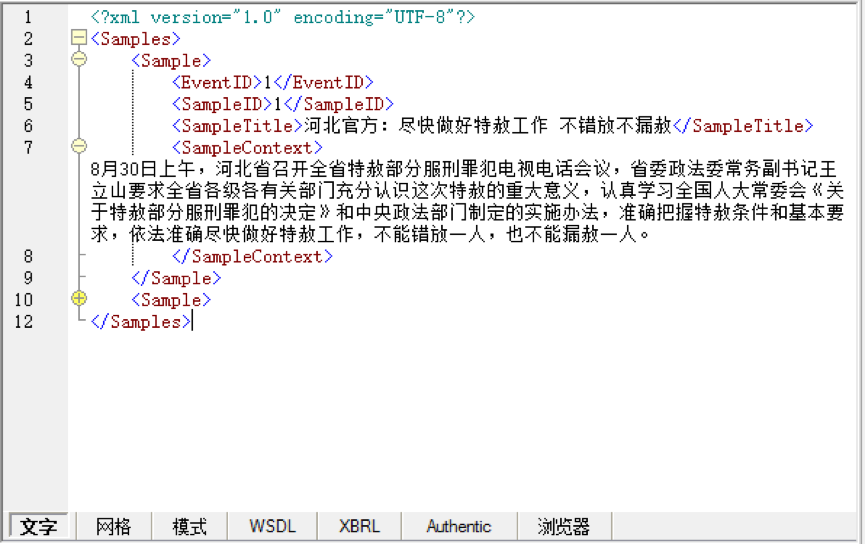 1 <?xml version="1.0" encoding="UTF-8"?>
2 <Samples>
3 <Sample>
4 <EventID>1</EventID>
5 <SampleID>1</SampleID>
6 <SampleTitle>河北官方：尽快做好特赦工作 不错放不漏赦</SampleTitle>
7 <SampleContext>
8月30日上午，河北省召开全省特赦部分服刑罪犯电视电话会议，省委政法委常务副书记王
立山要求全省各级各有关部门充分认识这次特赦的重大意义，认真学习全国人大常委会《关
于特赦部分服刑罪犯的决定》和中央政法部门制定的实施办法，准确把握特赦条件和基本要
求，依法准确尽快做好特赦工作，不能错放一人，也不能漏赦一人。
8 </SampleContext>
9 </Sample>
10 <Sample>
12 </Samples>
文字 网格 模式 WSDL XBRL Authentic 浏览器